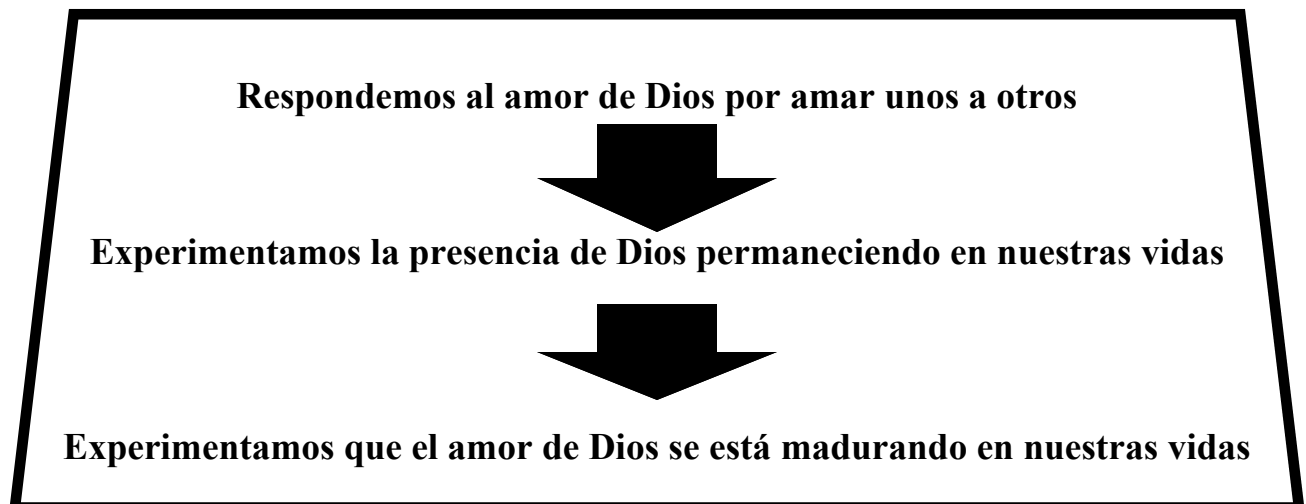 Respondemos al amor de Dios por amar unos a otros
Experimentamos la presencia de Dios permaneciendo en nuestras vidas
Experimentamos que el amor de Dios se está madurando en nuestras vidas